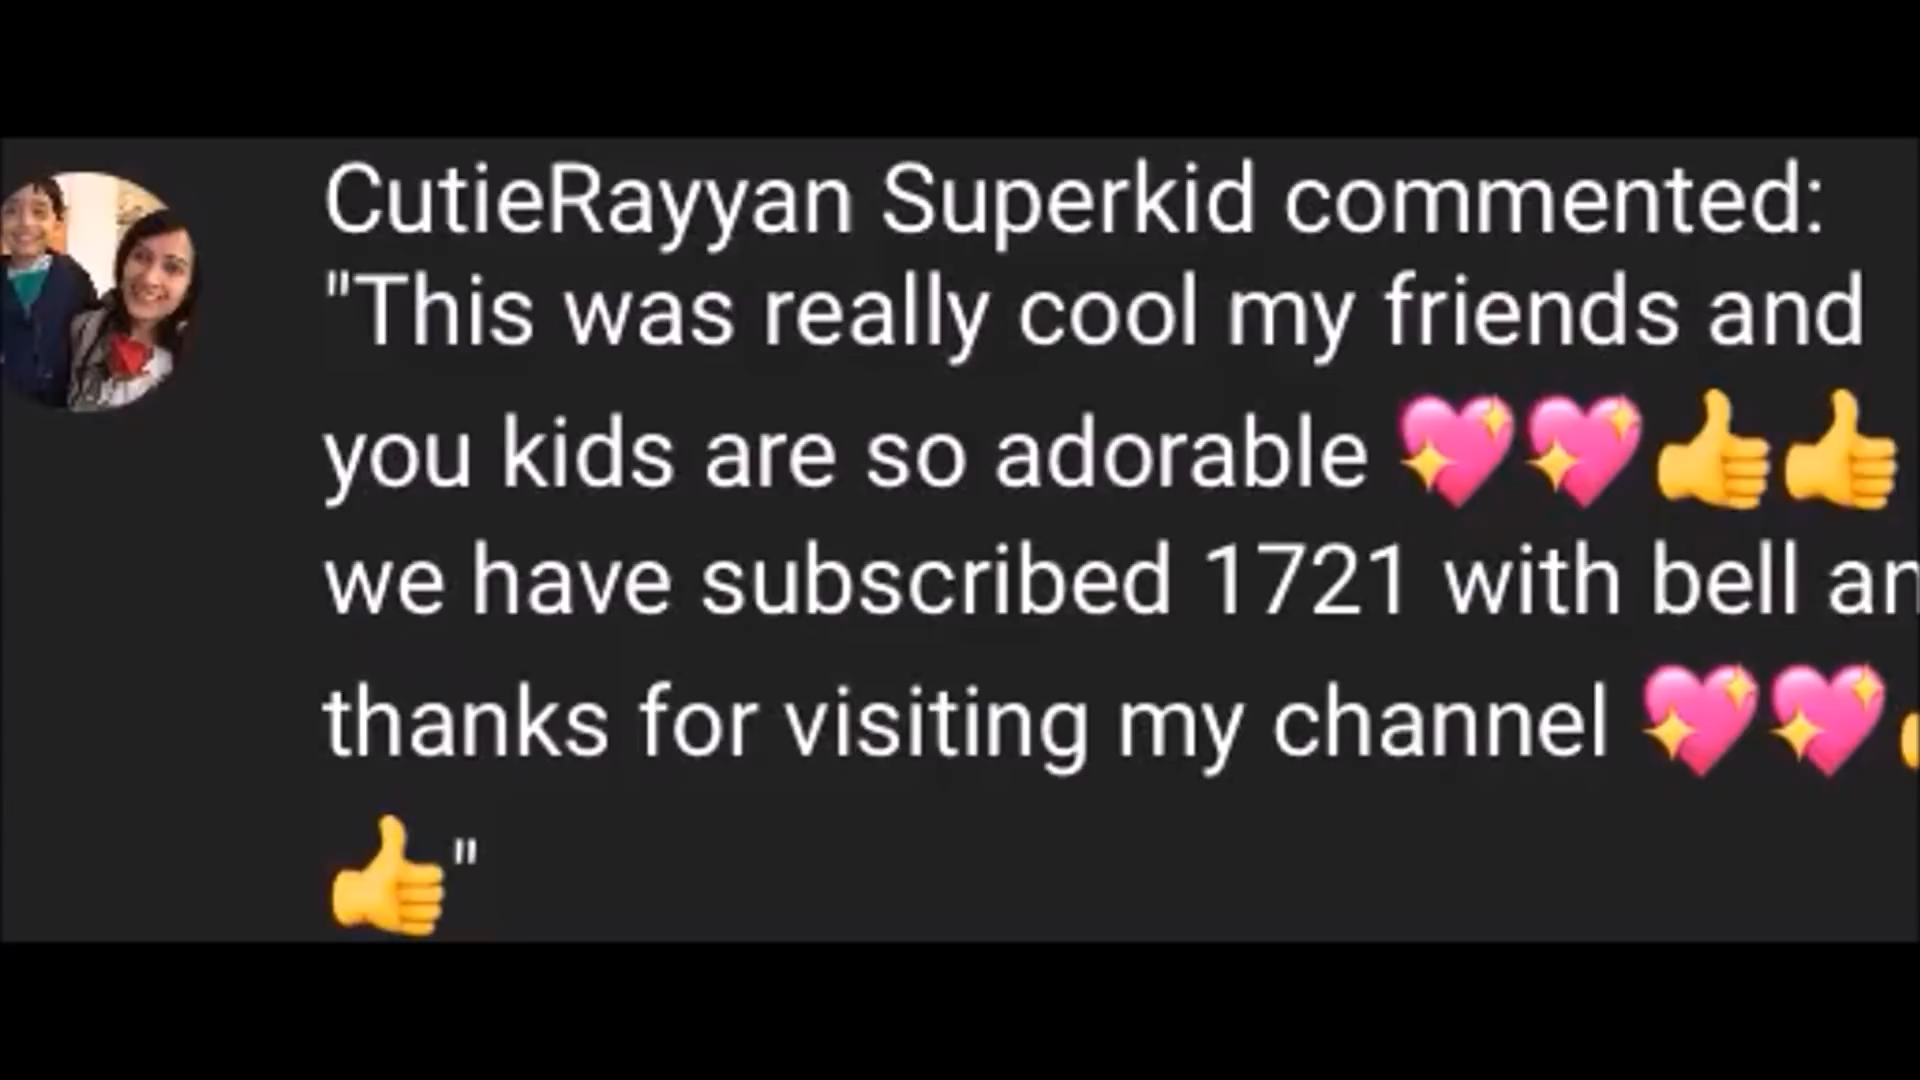 CutieRayyan Superkid commented:
"This was really cool my friends and
you kids are so adorable 💖💖👍👍
we have subscribed 1721 with bell an
thanks for visiting my channel 💖💖
👍"